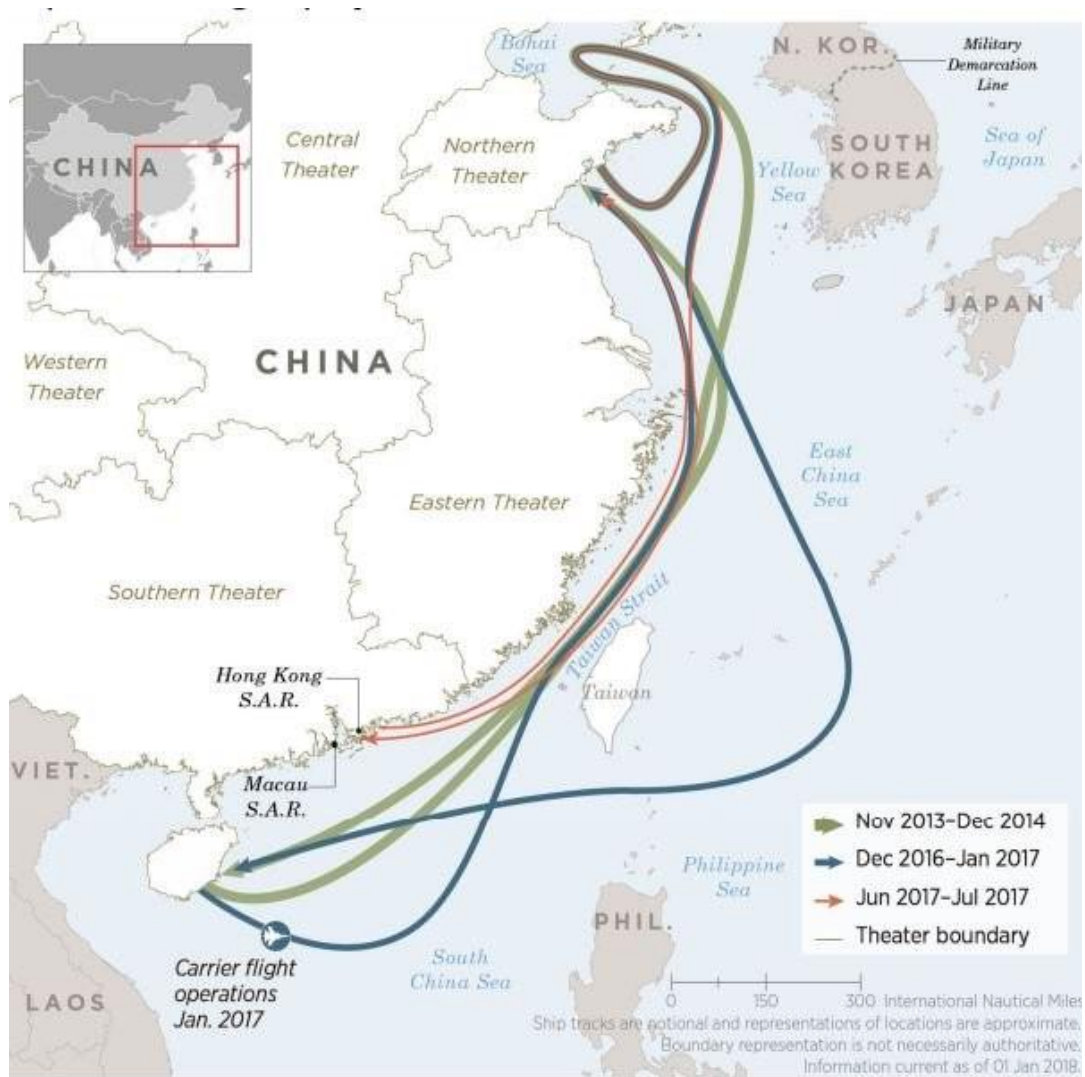 Bohai
Sea
N. KOR.
Military
Demarcation
Line
CHINA
Central
Theater
Northern
Theater
Yellow
Sea
SOUTH
KOREA
Sea of
Japan
JAPAN
Western
Theater
CHINA
East
China
Sea
Eastern Theater
Southern Theater
Taiwan Strait
Hong Kong
S.A.R.
Taiwan
VIET.
Macau
S.A.R.
Nov 2013–Dec 2014
Dec 2016–Jan 2017
Jun 2017–Jul 2017
Theater boundary
Philippine
Sea
PHIL.
South
China Sea
Carrier flight
operations
Jan. 2017
LAOS
0 150 300 International Nautical Miles
Ship tracks are notional and representations of locations are approximate.
Boundary representation is not necessarily authoritative.
Information current as of 01 Jan 2018.